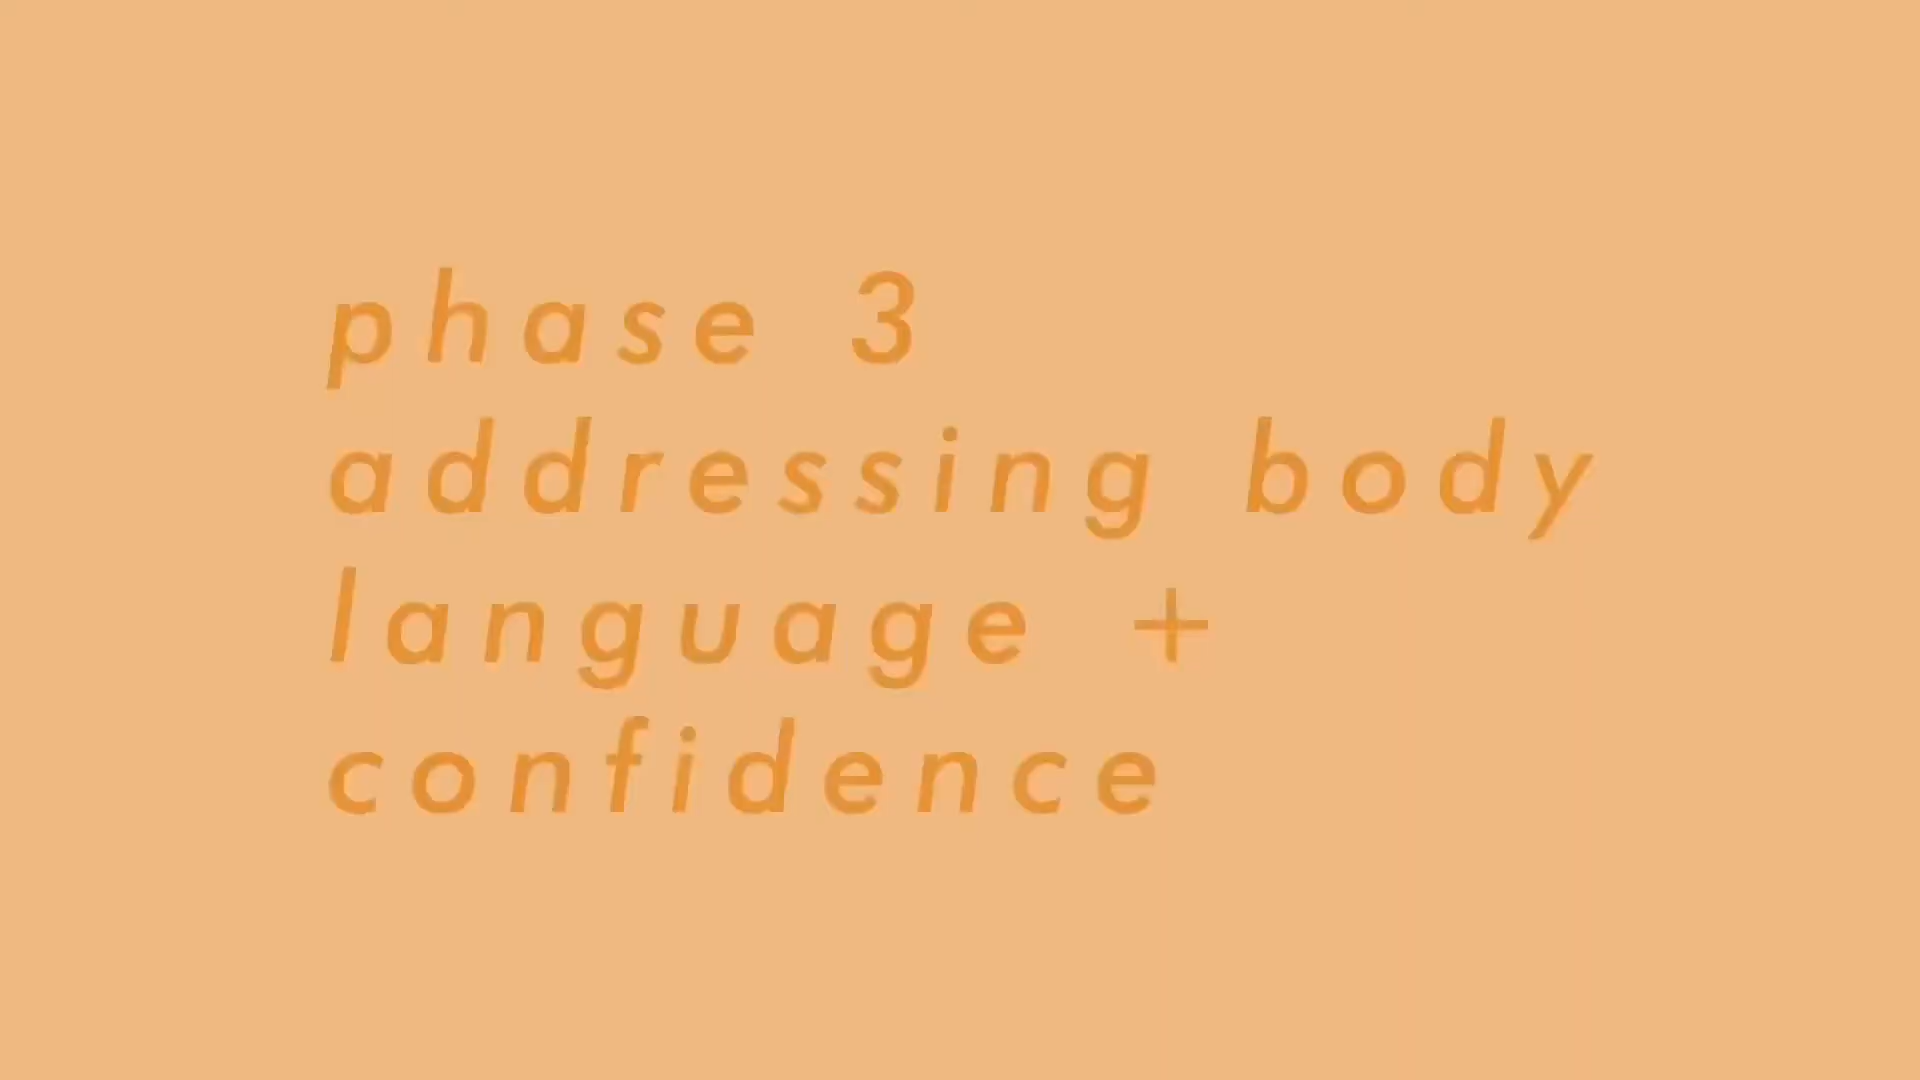 phase 3
addressing body
language +
confidence